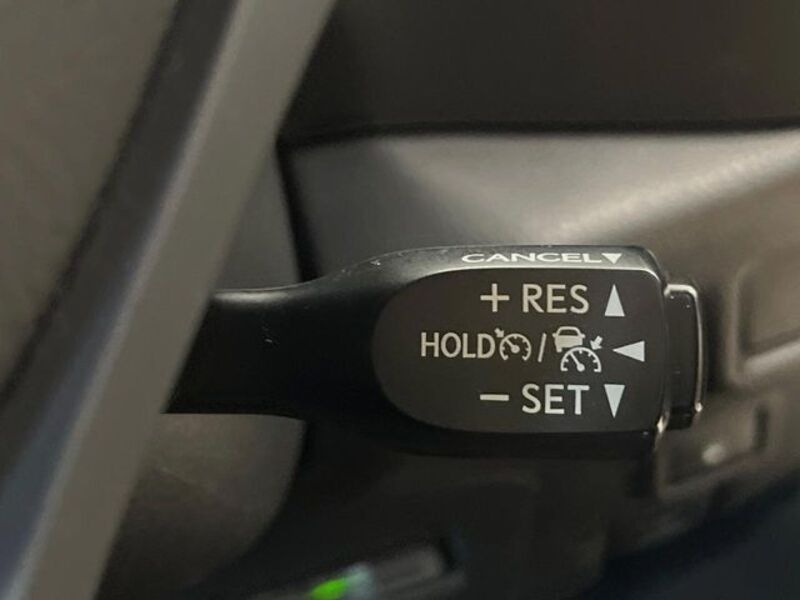 CANCEL▼
+ RES ▲
HOLD / ◀
− SET ▼